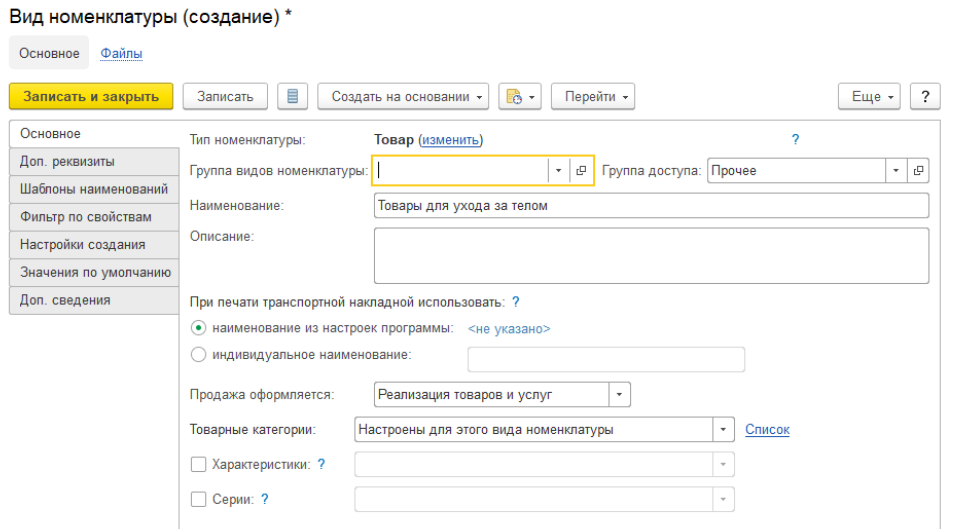 Вид номенклатуры (создание) *
Основное Файлы
Записать и закрыть Записать Создать на основании Перейти Еще ?
Основное
Доп. реквизиты
Шаблоны наименований
Фильтр по свойствам
Настройки создания
Значения по умолчанию
Доп. сведения
Тип номенклатуры: Товар (изменить) ?
Группа видов номенклатуры: Группа доступа: Прочее
Наименование: Товары для ухода за телом
Описание:
При печати транспортной накладной использовать: ?
наименование из настроек программы: <не указано>
индивидуальное наименование:
Продажа оформляется: Реализация товаров и услуг
Товарные категории: Настроены для этого вида номенклатуры Список
Характеристики: ?
Серии: ?